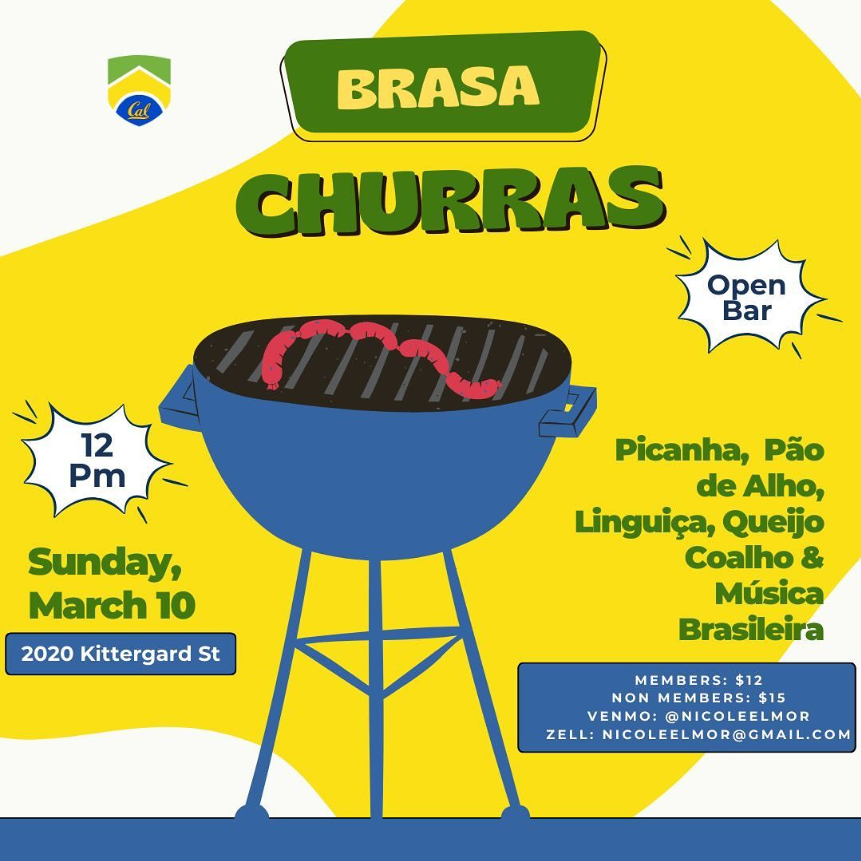 Cal
BRASA
CHURRAS
Open
Bar
12
Pm
Sunday,
March 10
2020 Kittergard St
Picanha, Pão
de Alho,
Linguiça, Queijo
Coalho &
Música
Brasileira
MEMBERS: $12
NON MEMBERS: $15
VENMO: @NICOLEELMOR
ZELL: NICOLEELMOR@GMAIL.COM